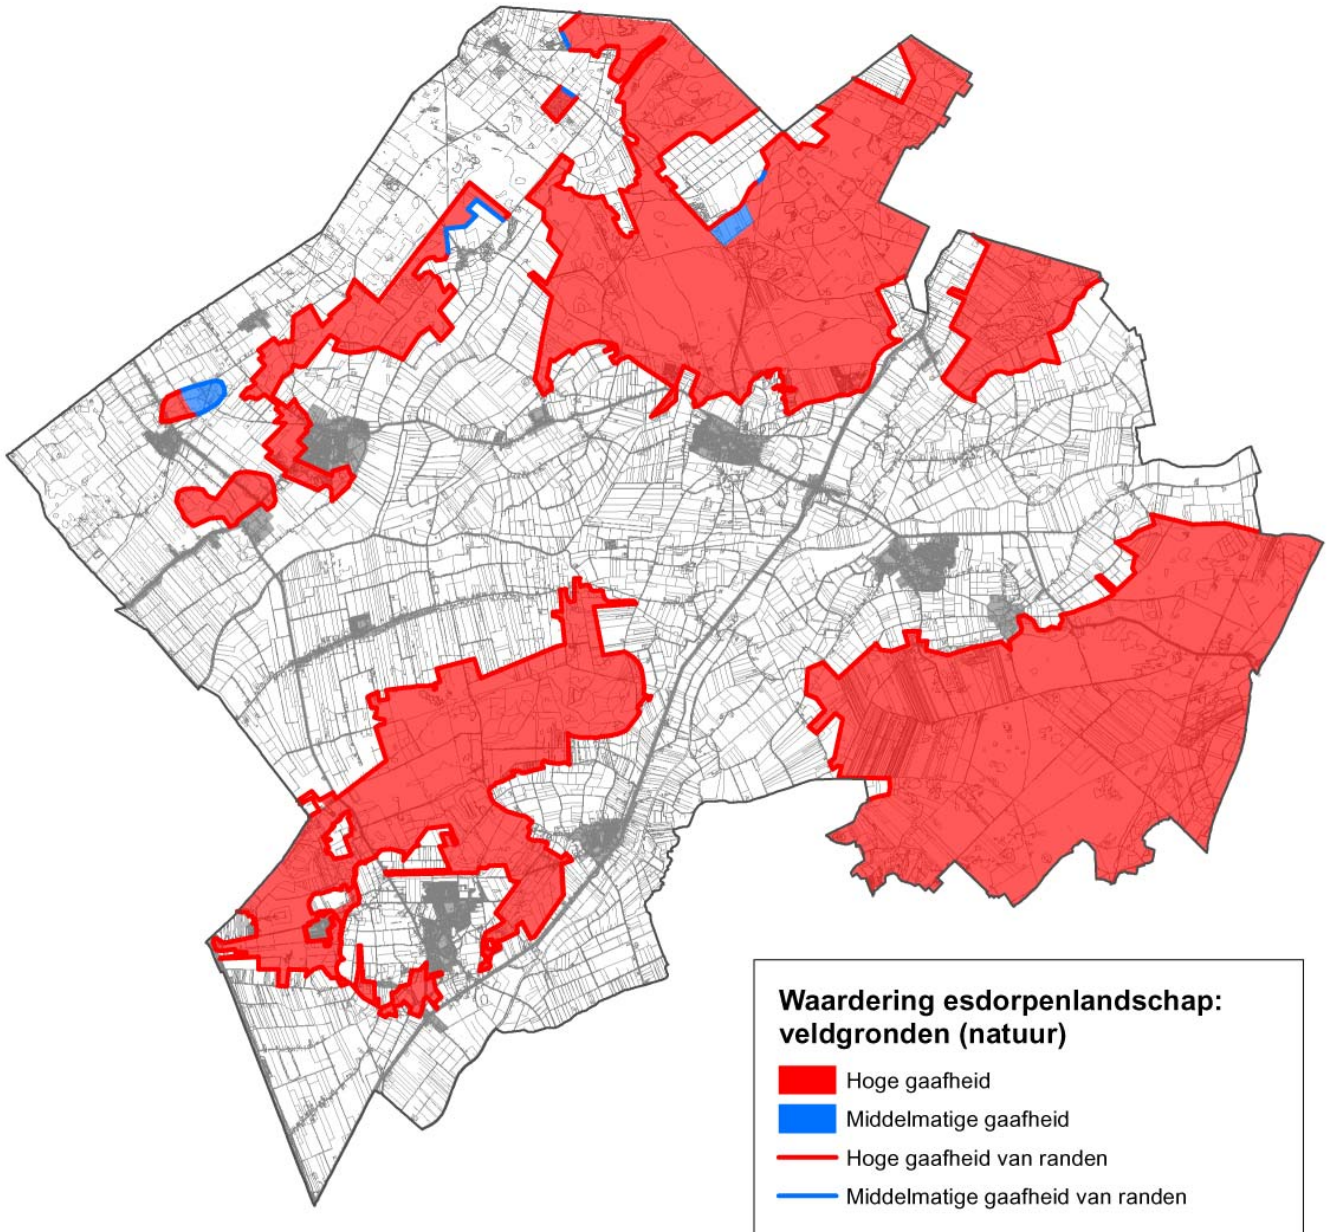 Waardering esdorpenlandschap:
veldgronden (natuur)
Hoge gaafheid
Middelmatige gaafheid
Hoge gaafheid van randen
Middelmatige gaafheid van randen